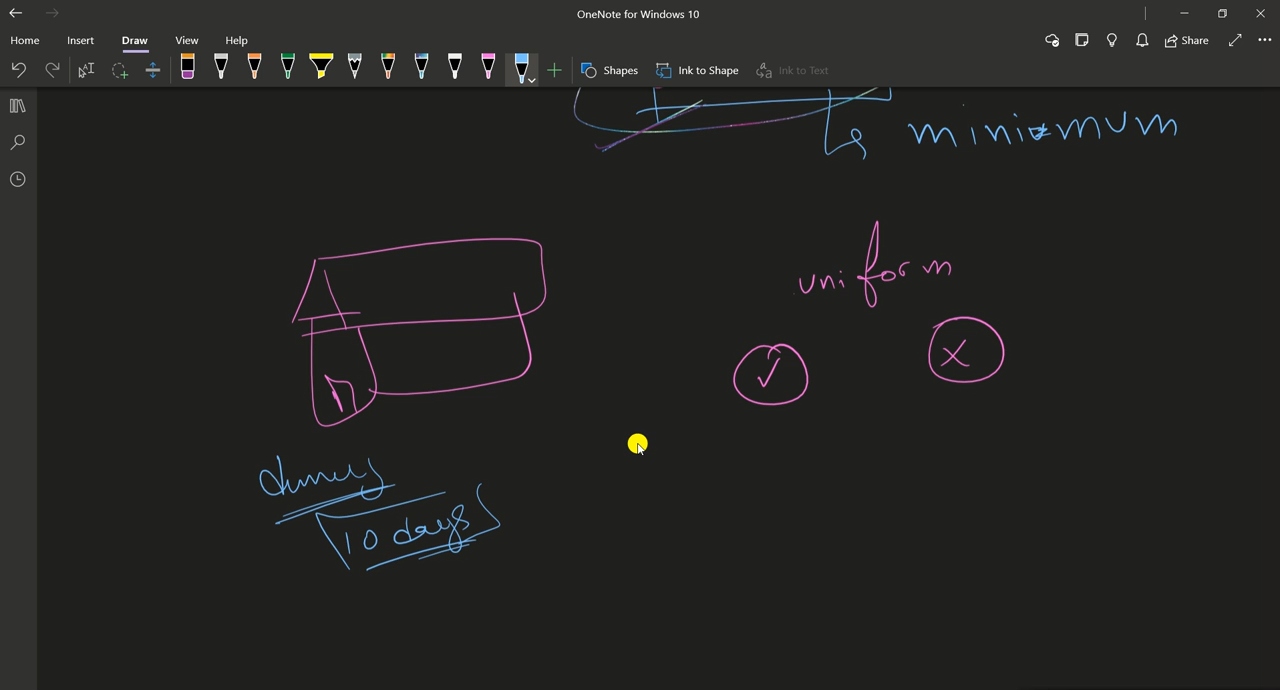 OneNote for Windows 10
Home Insert Draw View Help
Share
Shapes Ink to Shape Ink to Text
minimum
uniform
dummy
10 days